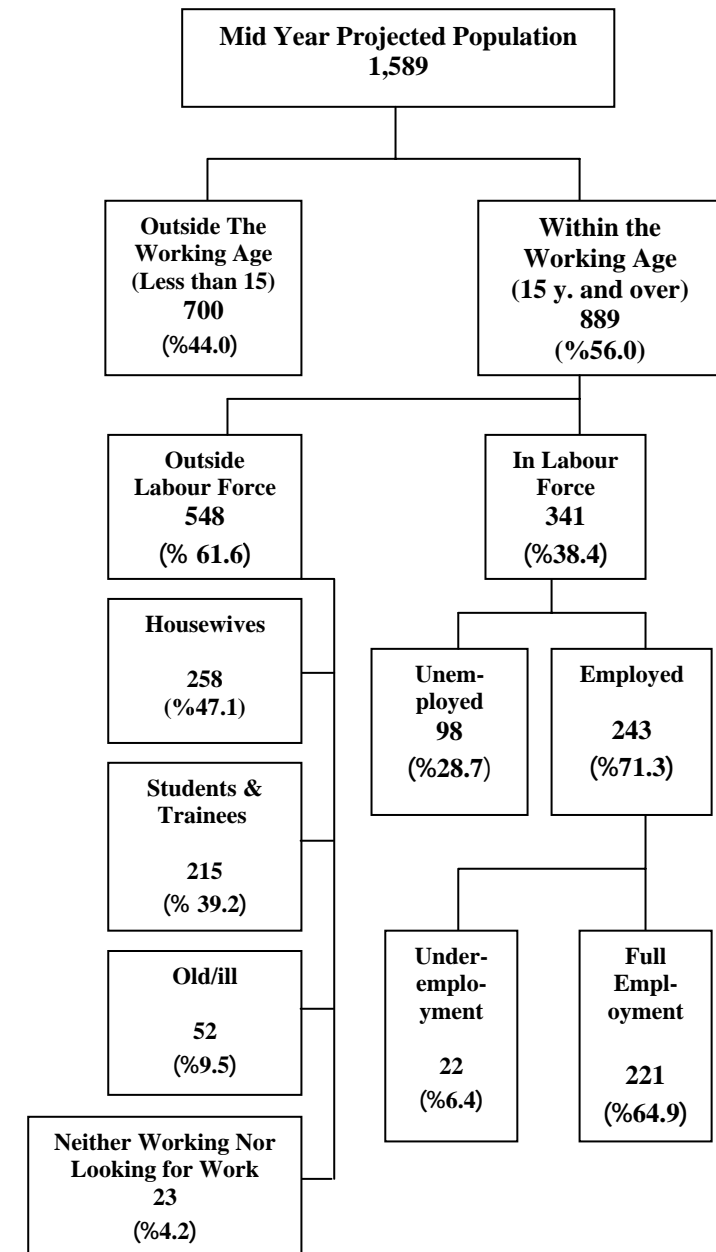 Mid Year Projected Population
1,589
Outside The
Working Age
(Less than 15)
700
(%44.0)
Within the
Working Age
(15 y. and over)
889
(%56.0)
Outside
Labour Force
548
(% 61.6)
In Labour
Force
341
(%38.4)
Housewives
258
(%47.1)
Students &
Trainees
215
(% 39.2)
Old/ill
52
(%9.5)
Neither Working Nor
Looking for Work
23
(%4.2)
Unem-
ployed
98
(%28.7)
Employed
243
(%71.3)
Under-
emplo-
yment
22
(%6.4)
Full
Empl-
oyment
221
(%64.9)